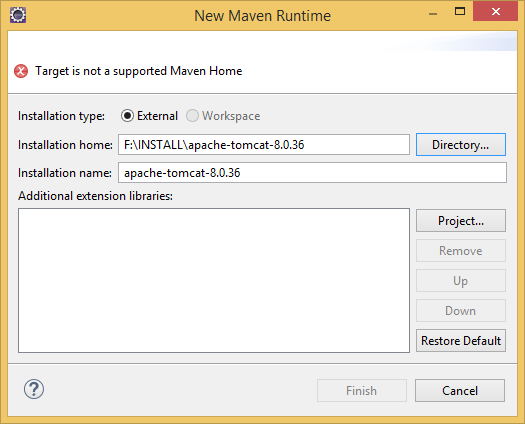 New Maven Runtime
Target is not a supported Maven Home
Installation type: External Workspace
Installation home: F:\INSTALL\apache-tomcat-8.0.36 Directory...
Installation name: apache-tomcat-8.0.36
Additional extension libraries:
Project...
Remove
Up
Down
Restore Default
? Finish Cancel